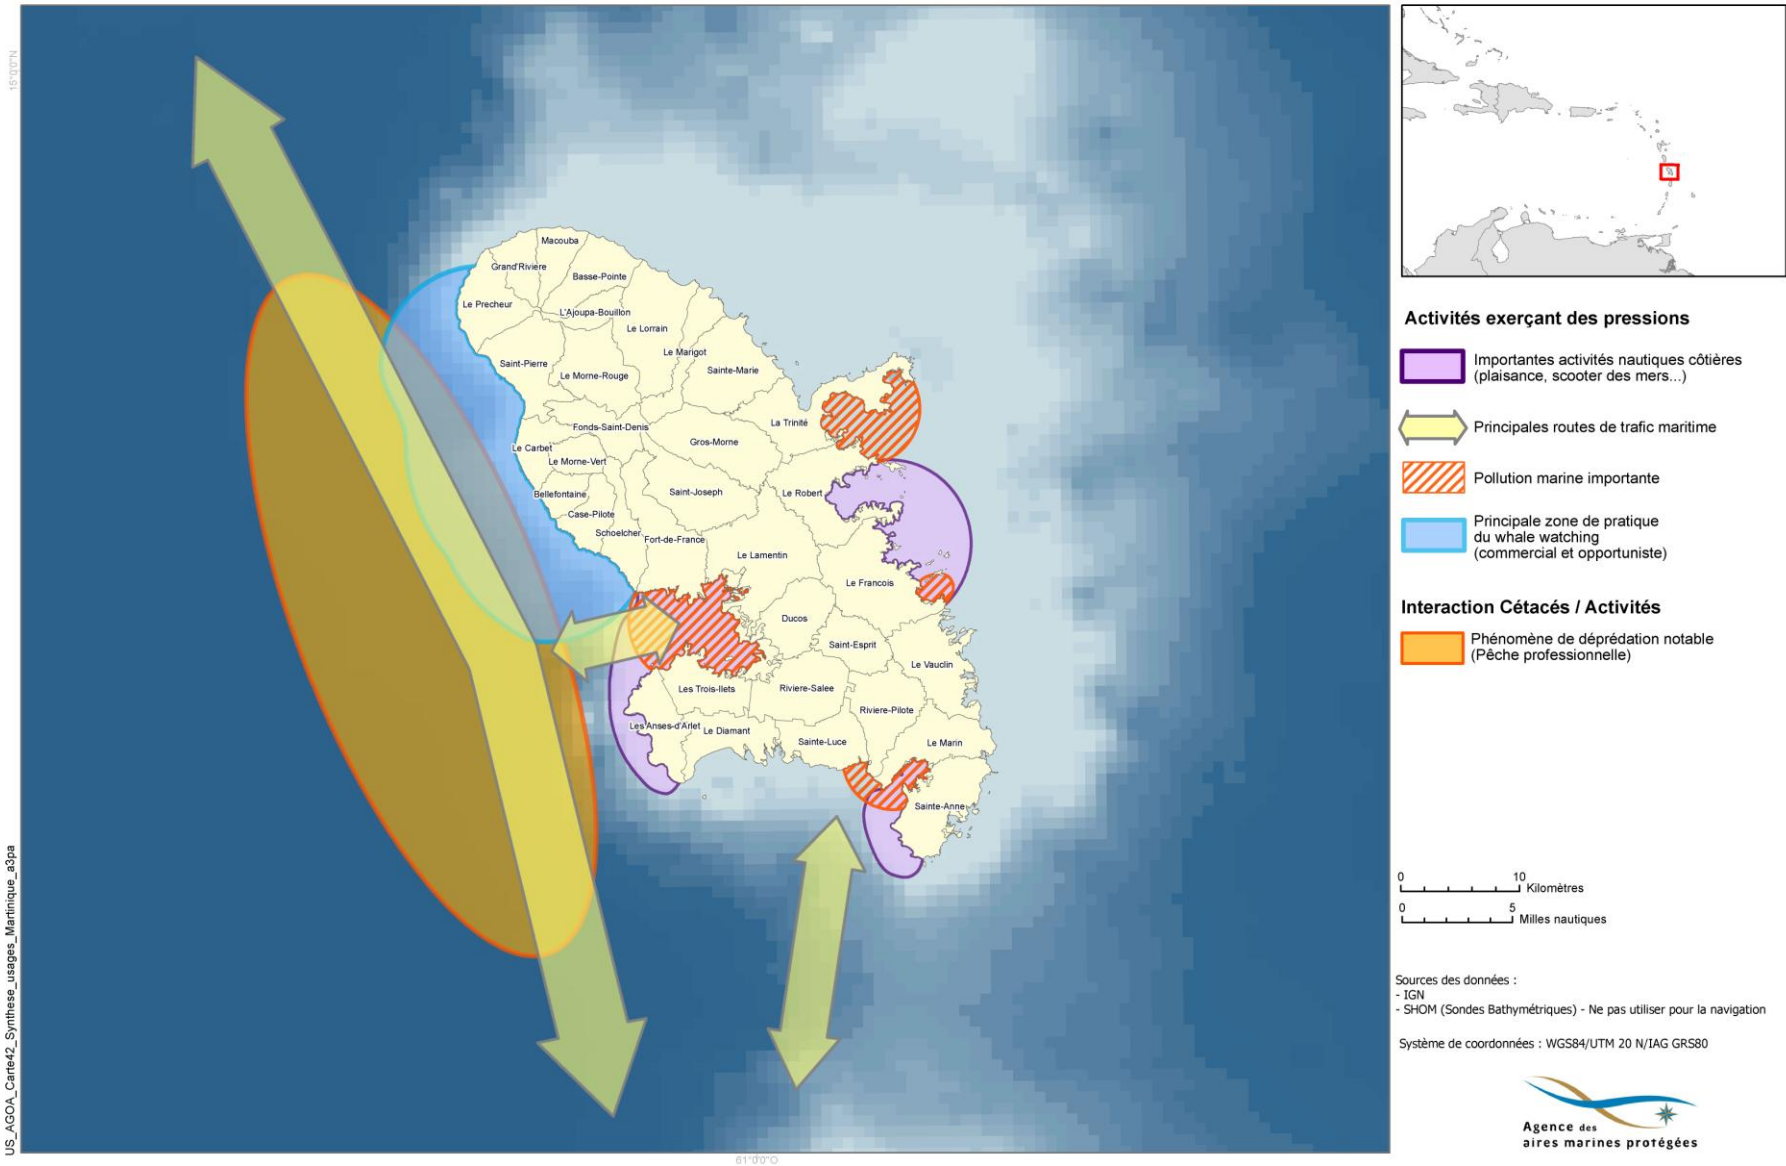 15°0'0"N
Macouba
Grand'Riviere
Basse-Pointe
Le Precheur
L'Ajoupa-Bouillon
Le Lorrain
Le Marigot
Saint-Pierre
Sainte-Marie
Le Morne-Rouge
La Trinité
Fonds-Saint-Denis
Gros-Morne
Le Carbet
Le Morne-Vert
Saint-Joseph
Le Robert
Bellefontaine
Case-Pilote
Schoelcher
Fort-de-France
Le Lamentin
Le Francois
Ducos
Saint-Esprit
Le Vauclin
Les Trois-Ilets
Riviere-Salee
Riviere-Pilote
Les Anses-d'Arlet
Le Diamant
Sainte-Luce
Le Marin
Sainte-Anne
US_AGOA_Carte42_Synthese_usages_Martinique_a3pa
61°0'0"O
Activités exerçant des pressions
Importantes activités nautiques côtières
(plaisance, scooter des mers...)
Principales routes de trafic maritime
Pollution marine importante
Principale zone de pratique
du whale watching
(commercial et opportuniste)
Interaction Cétacés / Activités
Phénomène de déprédation notable
(Pêche professionnelle)
0 10
Kilomètres
0 5
Milles nautiques
Sources des données :
- IGN
- SHOM (Sondes Bathymétriques) - Ne pas utiliser pour la navigation
Système de coordonnées : WGS84/UTM 20 N/IAG GRS80
Agence des
aires marines protégées